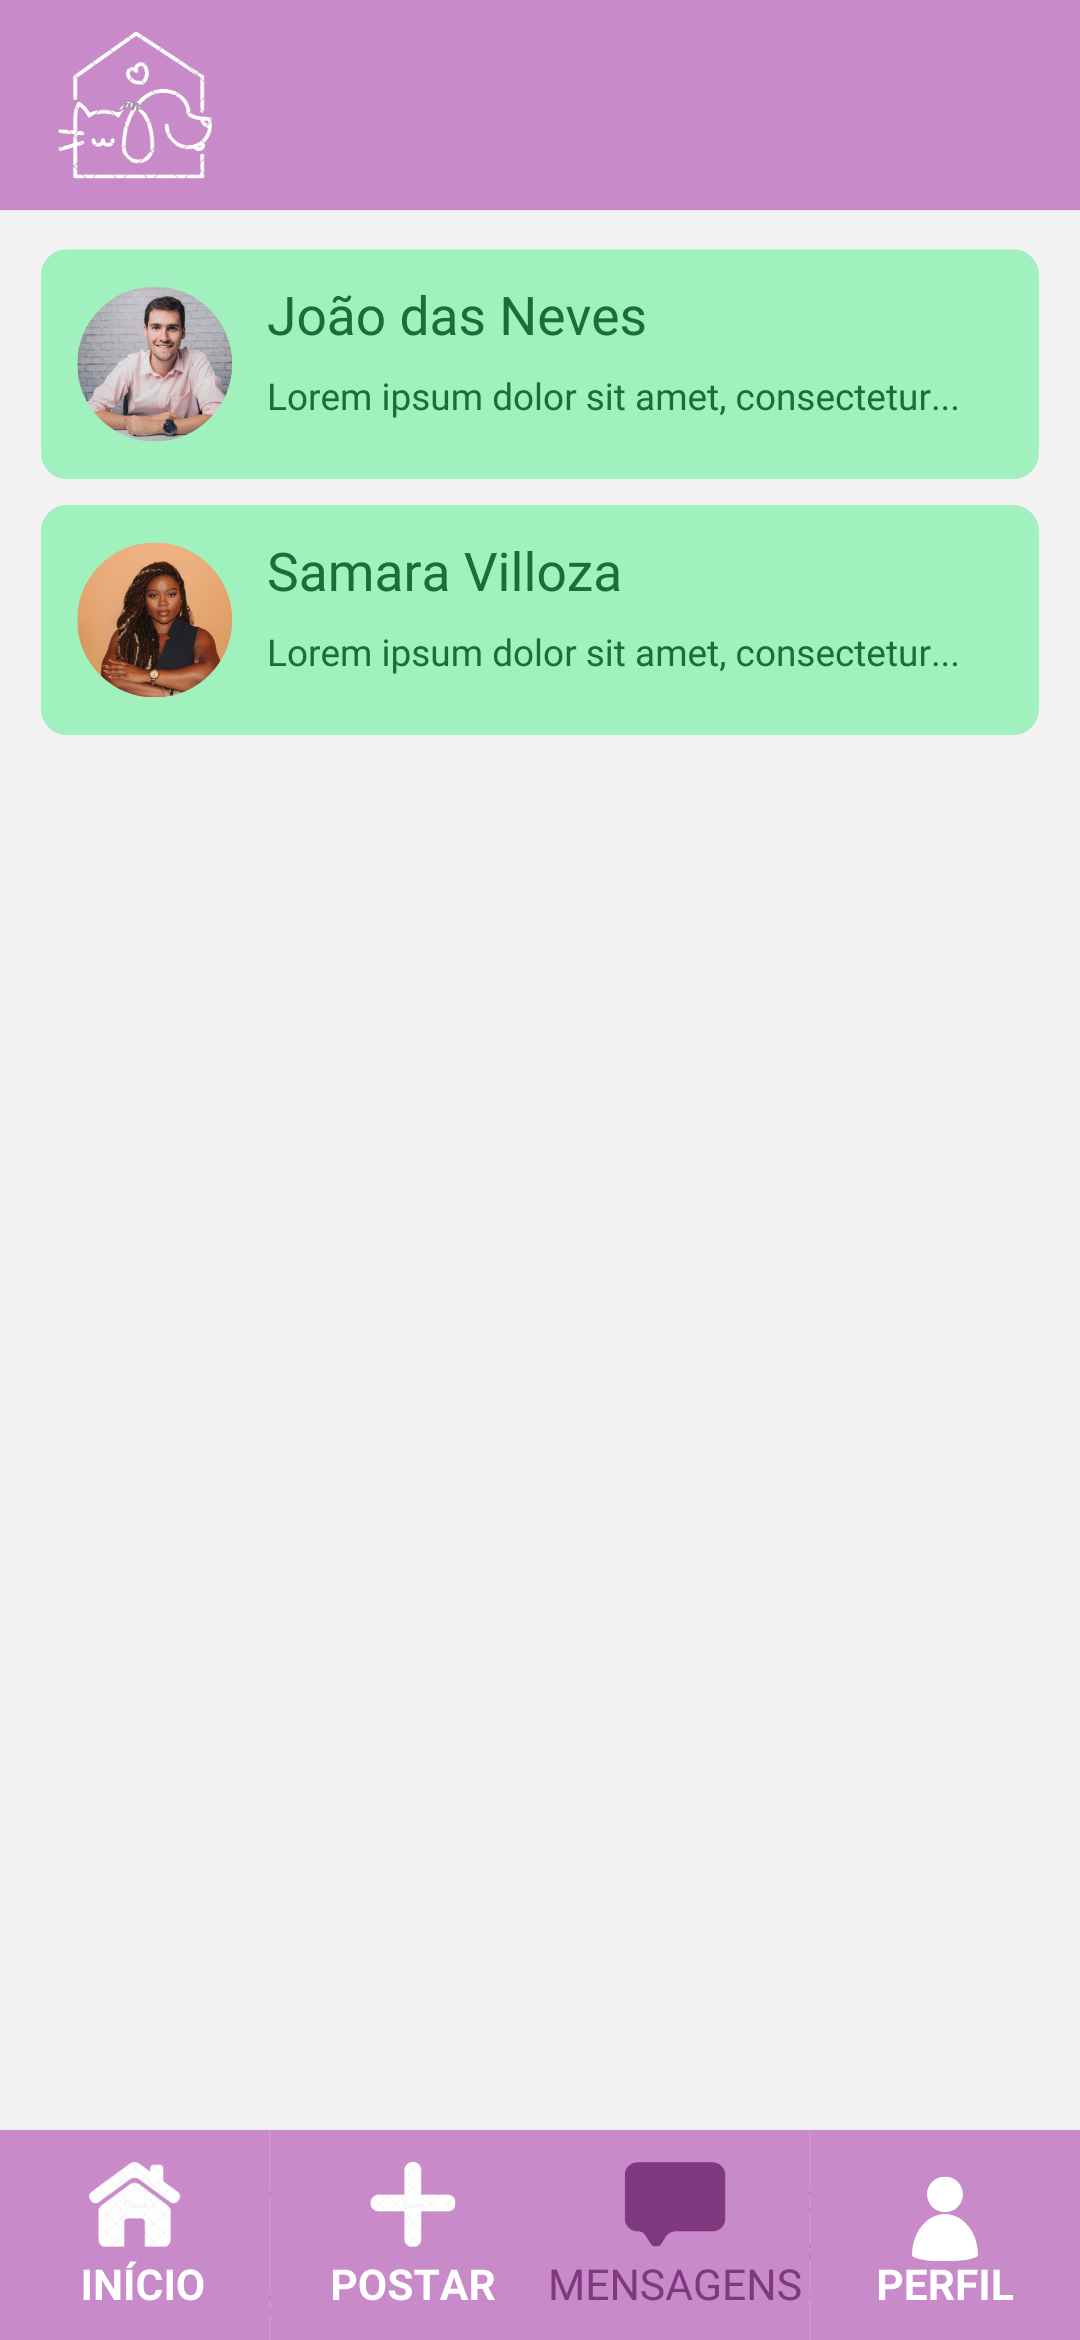 João das Neves
Lorem ipsum dolor sit amet, consectetur...
Samara Villoza
Lorem ipsum dolor sit amet, consectetur...
INÍCIO
POSTAR
MENSAGENS
PERFIL